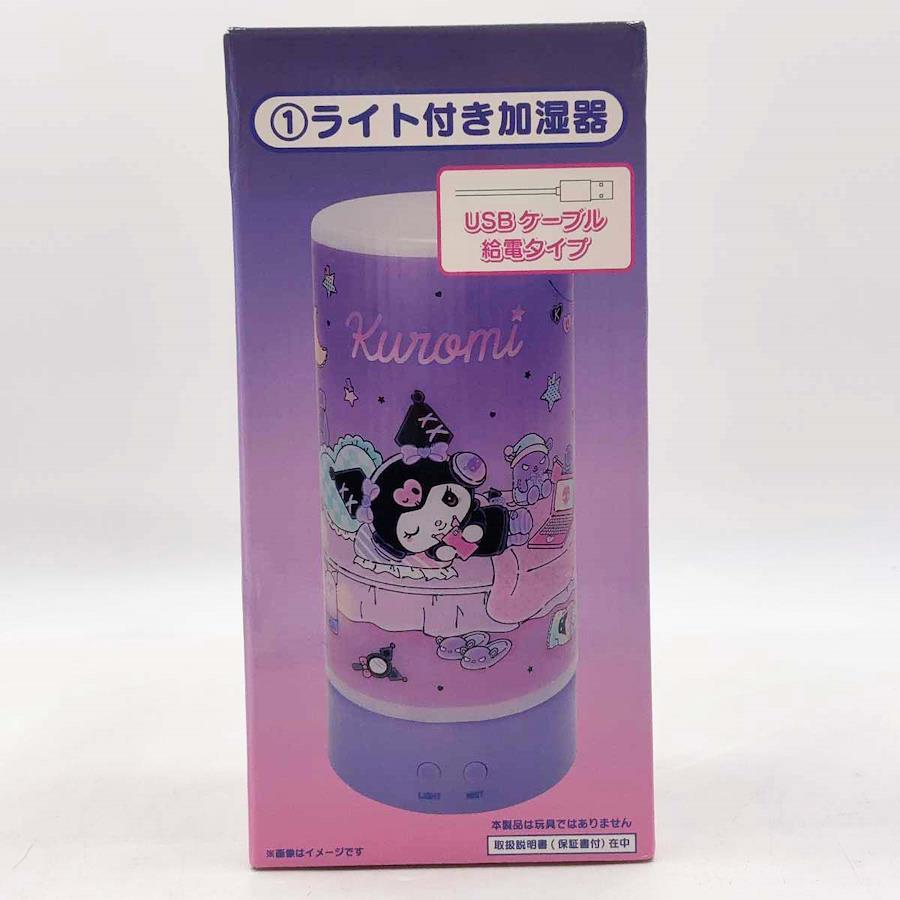 ①ライト付き加湿器
USBケーブル
給電タイプ
Kuromi
LIGHT MIST
本製品は玩具ではありません
※画像はイメージです
取扱説明書(保証書付)在中